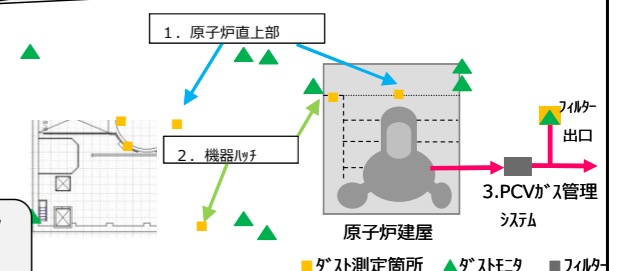 1．原子炉直上部
2．機器ﾊｯﾁ
ﾌｨﾙﾀｰ
出口
3.PCVｶﾞｽ管理
ｼｽﾃﾑ
原子炉建屋
■ﾀﾞｽﾄ測定箇所 ▲ﾀﾞｽﾄﾓﾆﾀ ■ﾌｨﾙﾀｰ